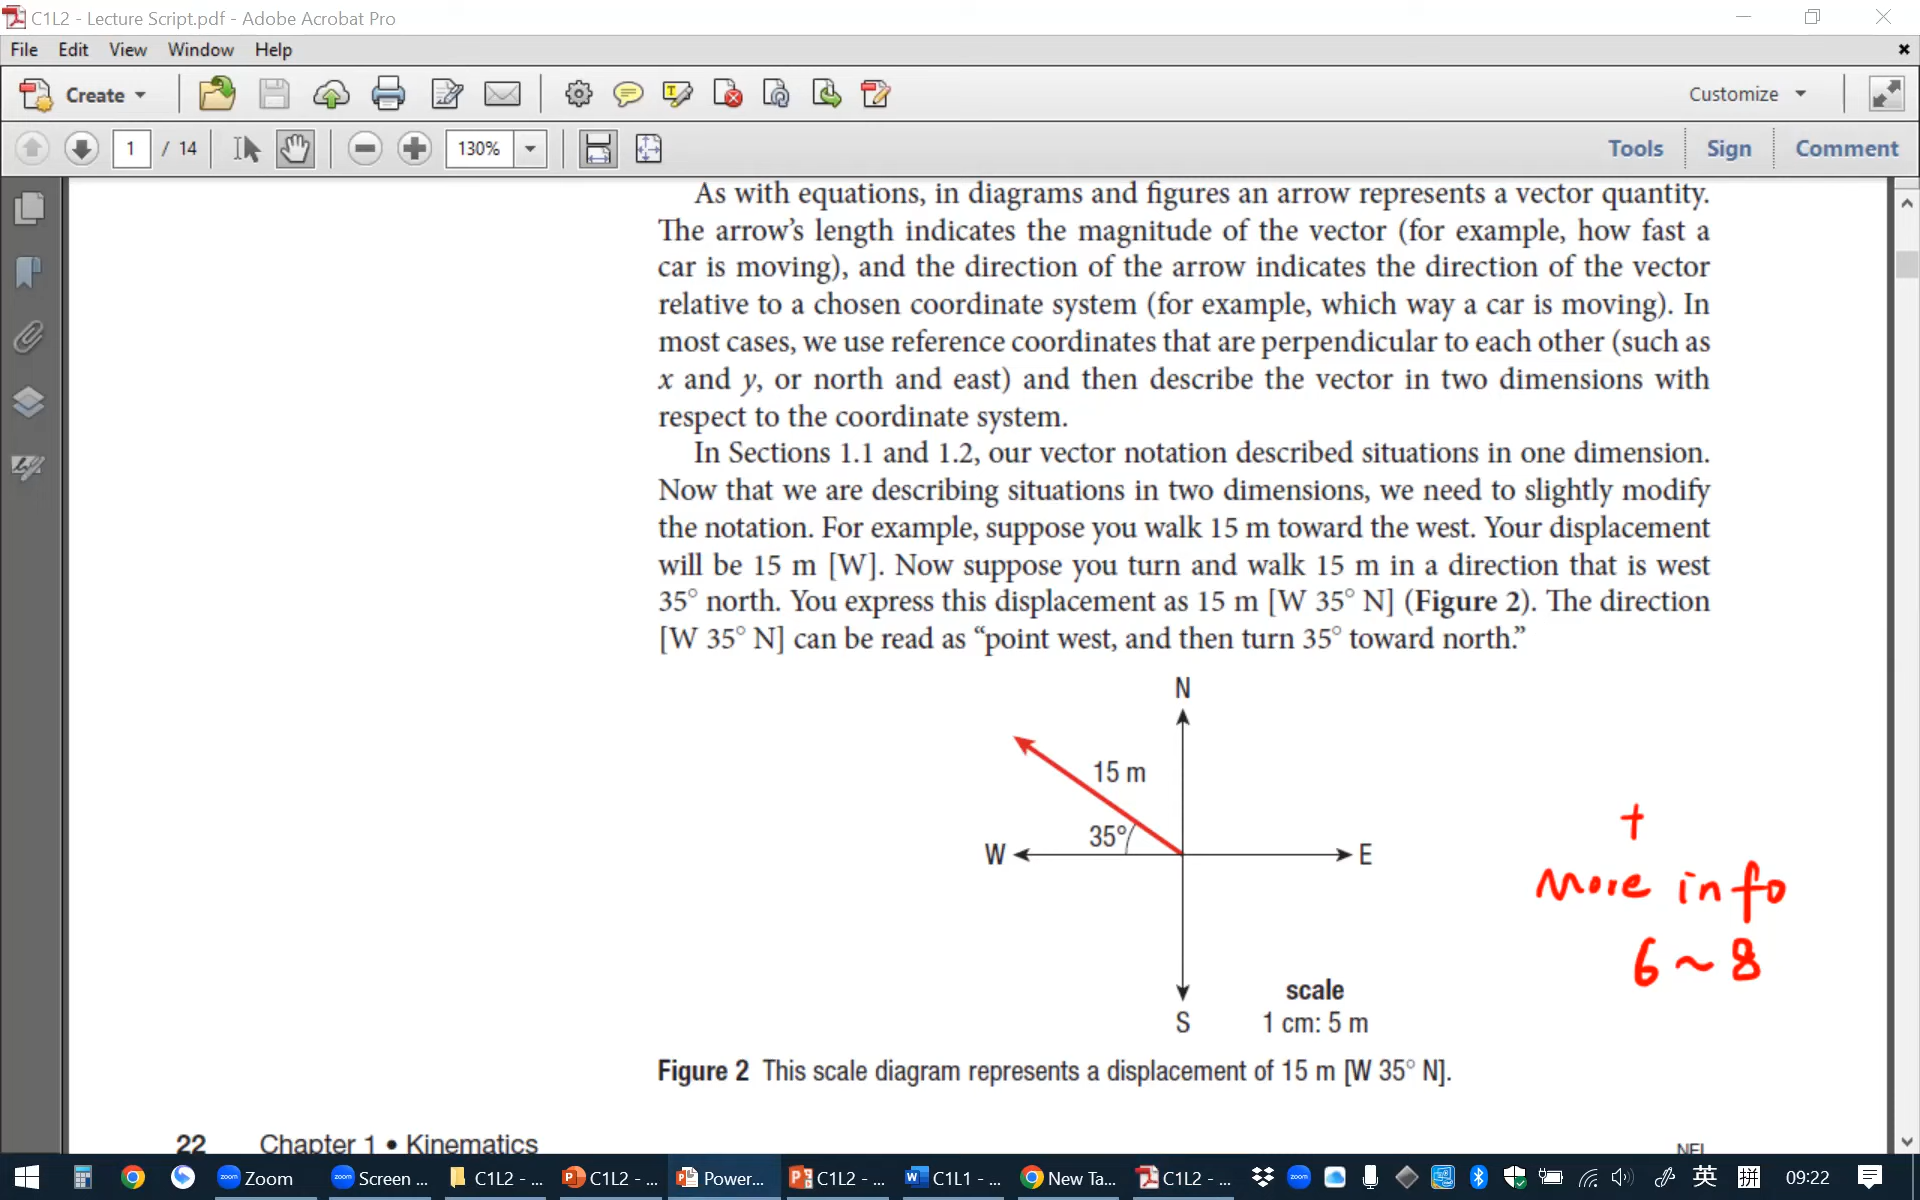 C1L2 - Lecture Script.pdf - Adobe Acrobat Pro
File Edit View Window Help
Create
Customize
1 / 14
130%
Tools Sign Comment
As with equations, in diagrams and figures an arrow represents a vector quantity.
The arrow's length indicates the magnitude of the vector (for example, how fast a
car is moving), and the direction of the arrow indicates the direction of the vector
relative to a chosen coordinate system (for example, which way a car is moving). In
most cases, we use reference coordinates that are perpendicular to each other (such as
x and y, or north and east) and then describe the vector in two dimensions with
respect to the coordinate system.
In Sections 1.1 and 1.2, our vector notation described situations in one dimension.
Now that we are describing situations in two dimensions, we need to slightly modify
the notation. For example, suppose you walk 15 m toward the west. Your displacement
will be 15 m [W]. Now suppose you turn and walk 15 m in a direction that is west
35° north. You express this displacement as 15 m [W 35° N] (Figure 2). The direction
[W 35° N] can be read as “point west, and then turn 35° toward north.”
N
15 m
35°
W
E
S
scale
1 cm: 5 m
+
More info
6 ~ 8
Figure 2 This scale diagram represents a displacement of 15 m [W 35° N].
22 Chapter 1 • Kinematics
NEL
Zoom Screen ... C1L2 - ... C1L2 - ... Power... C1L2 - ... C1L1 - ... New Ta... C1L2 - ... 英 拼 09:22